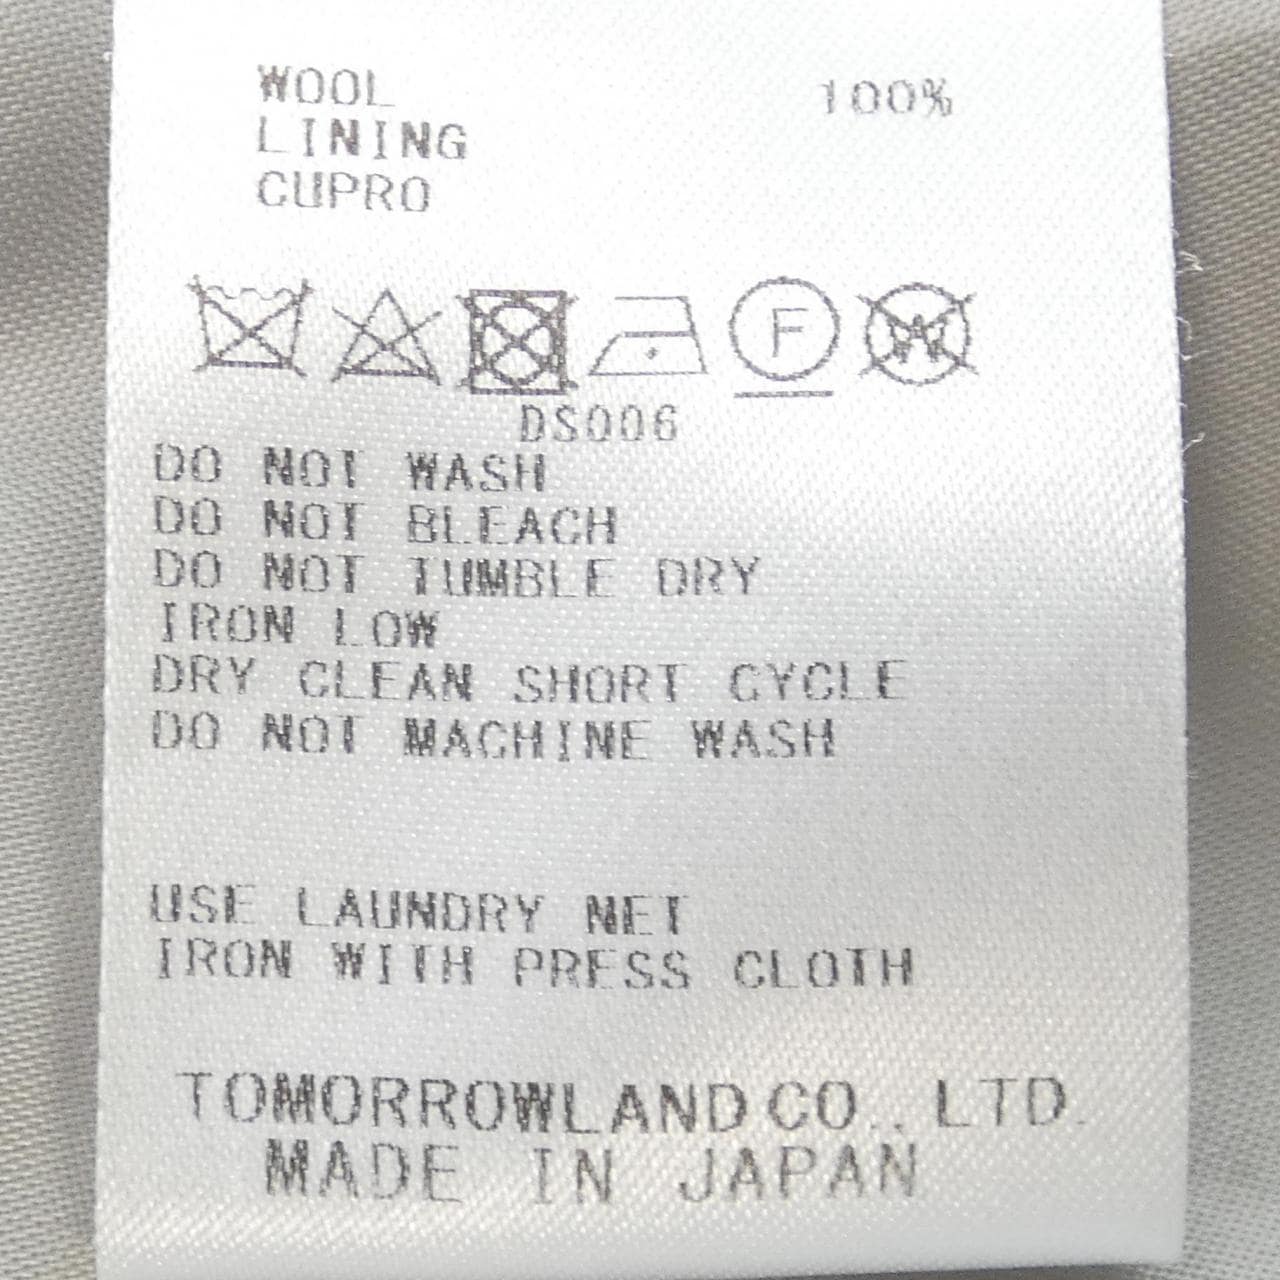 WOOL 100%
LINING
CUPRO
F W
DS006
DO NOT WASH
DO NOT BLEACH
DO NOT TUMBLE DRY
IRON LOW
DRY CLEAN SHORT CYCLE
DO NOT MACHINE WASH
USE LAUNDRY NET
IRON WITH PRESS CLOTH
TOMORROWLAND CO., LTD.
MADE IN JAPAN